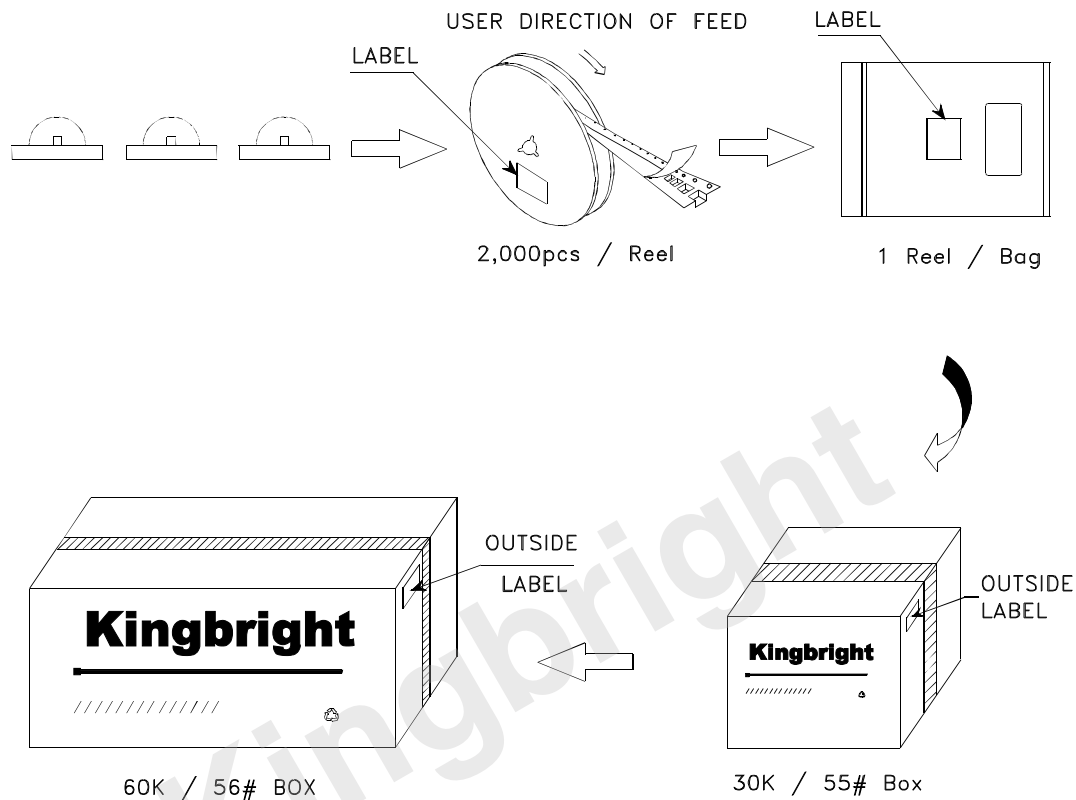 USER DIRECTION OF FEED
LABEL
LABEL
2,000pcs / Reel
1 Reel / Bag
OUTSIDE
LABEL
OUTSIDE
LABEL
Kingbright
Kingbright
60K / 56# BOX
30K / 55# Box
Kingbright